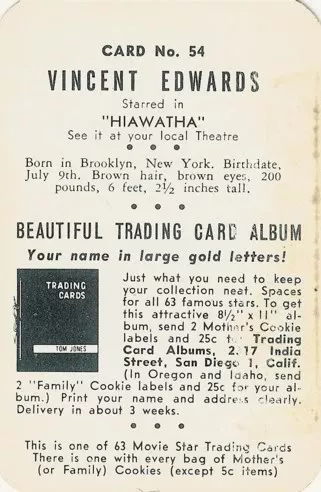 CARD No. 54
VINCENT EDWARDS
Starred in
"HIAWATHA"
See it at your local Theatre
• • •
Born in Brooklyn, New York. Birthdate,
July 9th. Brown hair, brown eyes, 200
pounds, 6 feet, 2½ inches tall.
• • •
BEAUTIFUL TRADING CARD ALBUM
Your name in large gold letters!
TRADING
CARDS
TOM JONES
Just what you need to keep
your collection neat. Spaces
for all 63 famous stars. To get
this attractive 8½" x 11" al-
bum, send 2 Mother's Cookie
labels and 25c to Trading
Card Albums, India
Street, San Diego 1, Calif.
(In Oregon and Idaho, send
2 "Family" Cookie labels and 25c for your al-
bum.) Print your name and address clearly.
Delivery in about 3 weeks.
• • •
This is one of 63 Movie Star Trading Cards
There is one with every bag of Mother's
(or Family) Cookies (except 5c items)